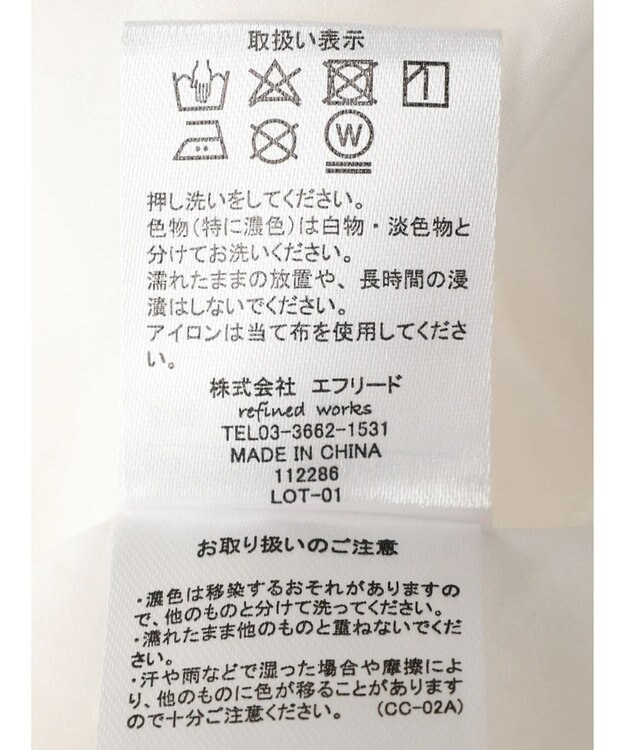 取扱い表示
W
押し洗いをしてください。
色物(特に濃色)は白物・淡色物と
分けてお洗いください。
濡れたままの放置や、長時間の浸
漬はしないでください。
アイロンは当て布を使用してくださ
い。
株式会社 エフリード
refined works
TEL03-3662-1531
MADE IN CHINA
112286
LOT-01
お取り扱いのご注意
・濃色は移染するおそれがありますの
で、他のものと分けて洗ってください。
・濡れたまま他のものと重ねないでくだ
さい。
・汗や雨などで湿った場合や摩擦によ
り、他のものに色が移ることがあります
ので十分ご注意ください。 (CC-02A)